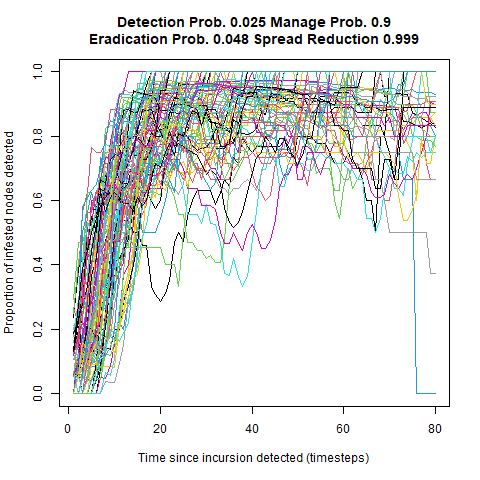 Detection Prob. 0.025 Manage Prob. 0.9
Eradication Prob. 0.048 Spread Reduction 0.999
Proportion of infested nodes detected
1.0
0.8
0.6
0.4
0.2
0.0
0 20 40 60 80
Time since incursion detected (timesteps)